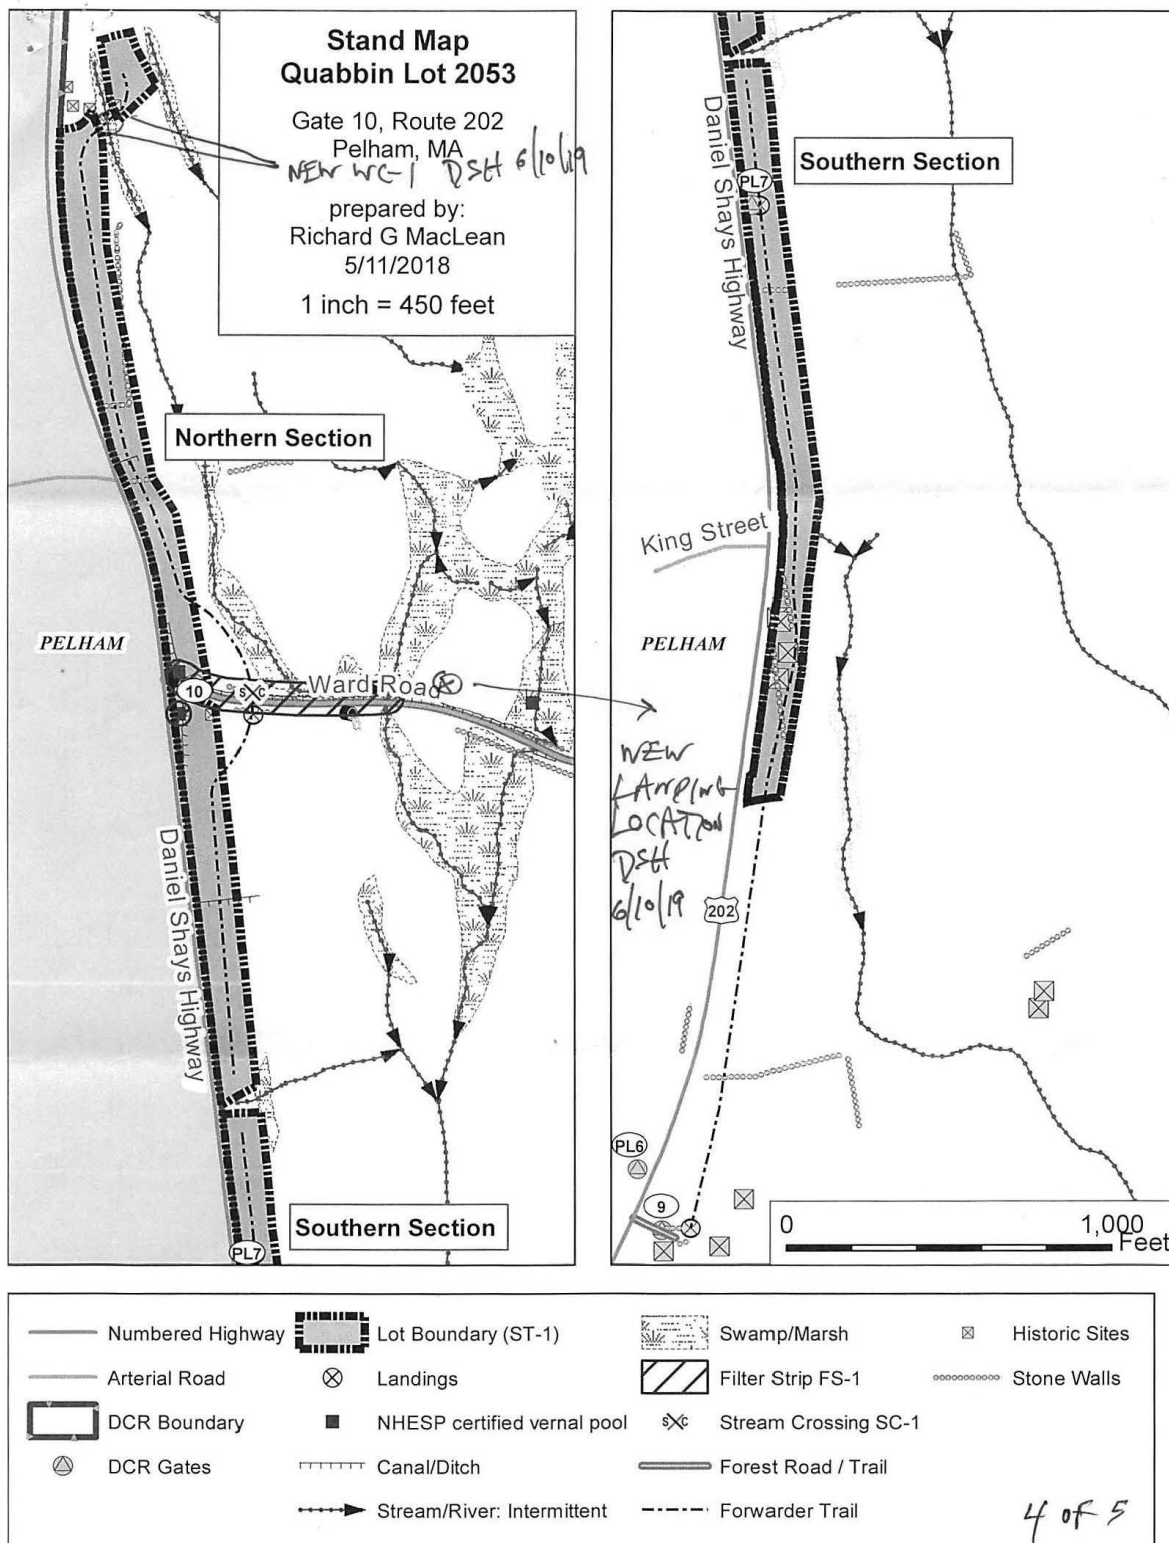 Stand Map
Quabbin Lot 2053
Gate 10, Route 202
Pelham, MA
NEW WC-1 DSH 6/10/19
prepared by:
Richard G MacLean
5/11/2018
1 inch = 450 feet
Northern Section
PELHAM
10
S C
Ward Road
Daniel Shays Highway
Southern Section
PL7
Daniel Shays Highway
Southern Section
PL7
King Street
PELHAM
NEW
LANDING
LOCATION
DSH
6/10/19
202
PL6
9
0 1,000
Feet
Numbered Highway
Arterial Road
DCR Boundary
DCR Gates
Lot Boundary (ST-1)
Landings
NHESP certified vernal pool
Canal/Ditch
Stream/River: Intermittent
Swamp/Marsh
Filter Strip FS-1
S C Stream Crossing SC-1
Forest Road / Trail
Forwarder Trail
Historic Sites
Stone Walls
4 OF 5